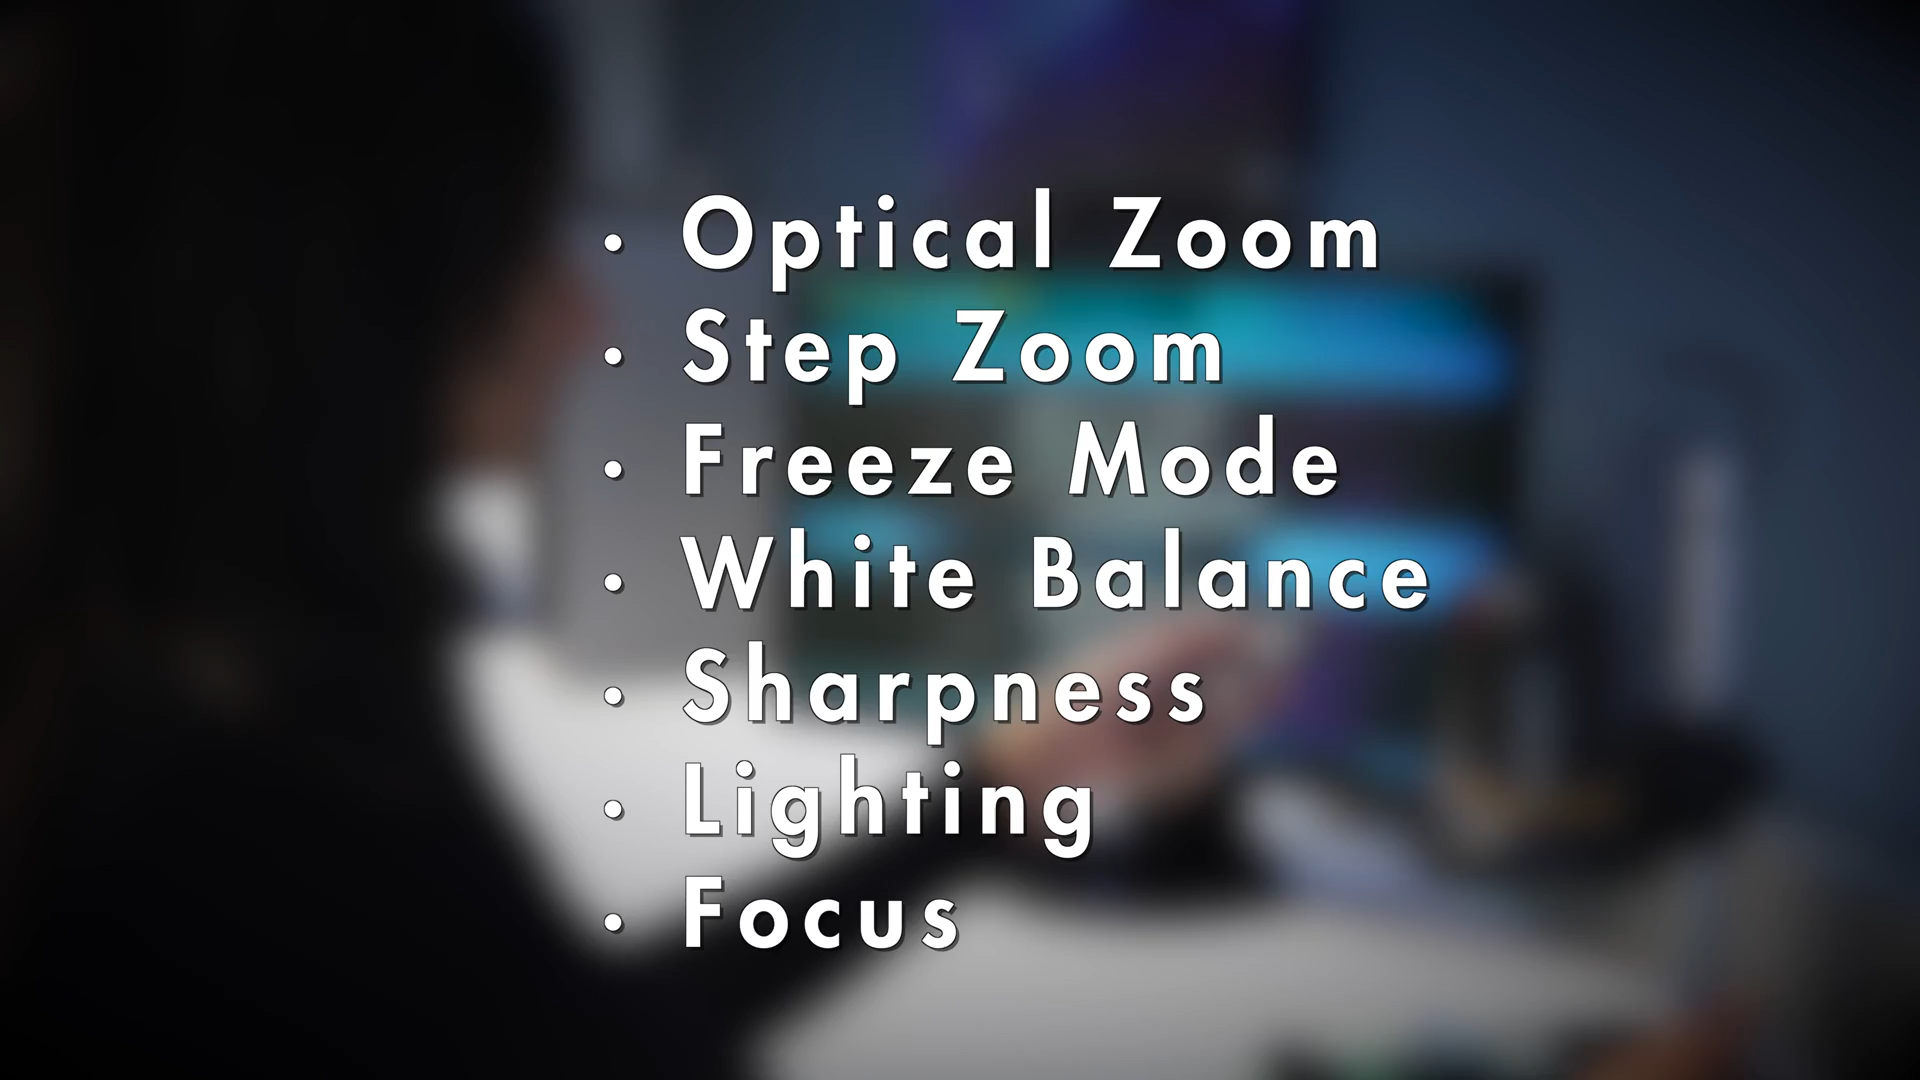 • Optical Zoom
• Step Zoom
• Freeze Mode
• White Balance
• Sharpness
• Lighting
• Focus